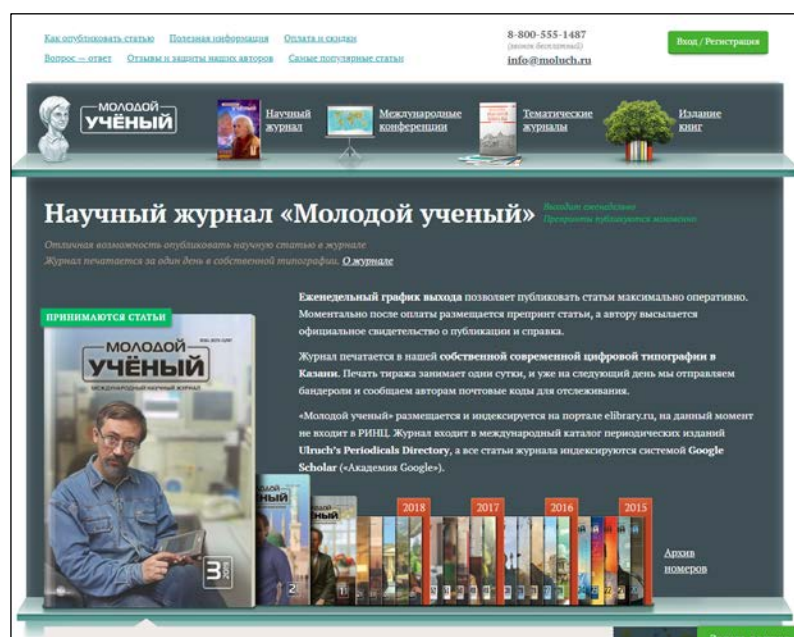 Как опубликовать статью Полезная информация Оплата и скидки
Вопрос — ответ Отзывы и защиты наших авторов Самые популярные статьи
8-800-555-1487
(звонок бесплатный)
info@moluch.ru
Вход / Регистрация
МОЛОДОЙ
УЧЁНЫЙ
Научный
журнал
Международные
конференции
Тематические
журналы
Издание
книг
Научный журнал «Молодой ученый»
Выходит еженедельно
Препринты публикуются мгновенно
Отличная возможность опубликовать научную статью в журнале
Журнал печатается за один день в собственной типографии. О журнале
ПРИНИМАЮТСЯ СТАТЬИ
МОЛОДОЙ
УЧЁНЫЙ
МЕЖДУНАРОДНЫЙ НАУЧНЫЙ ЖУРНАЛ
3
2019
Еженедельный график выхода позволяет публиковать статьи максимально оперативно.
Моментально после оплаты размещается препринт статьи, а автору высылается
официальное свидетельство о публикации и справка.
Журнал печатается в нашей собственной современной цифровой типографии в
Казани. Печать тиража занимает одни сутки, и уже на следующий день мы отправляем
бандероли и сообщаем авторам почтовые коды для отслеживания.
«Молодой ученый» размещается и индексируется на портале elibrary.ru, на данный момент
не входит в РИНЦ. Журнал входит в международный каталог периодических изданий
Ulruch's Periodicals Directory, а все статьи журнала индексируются системой Google
Scholar («Академия Google»).
2018 2017 2016 2015
Архив
номеров